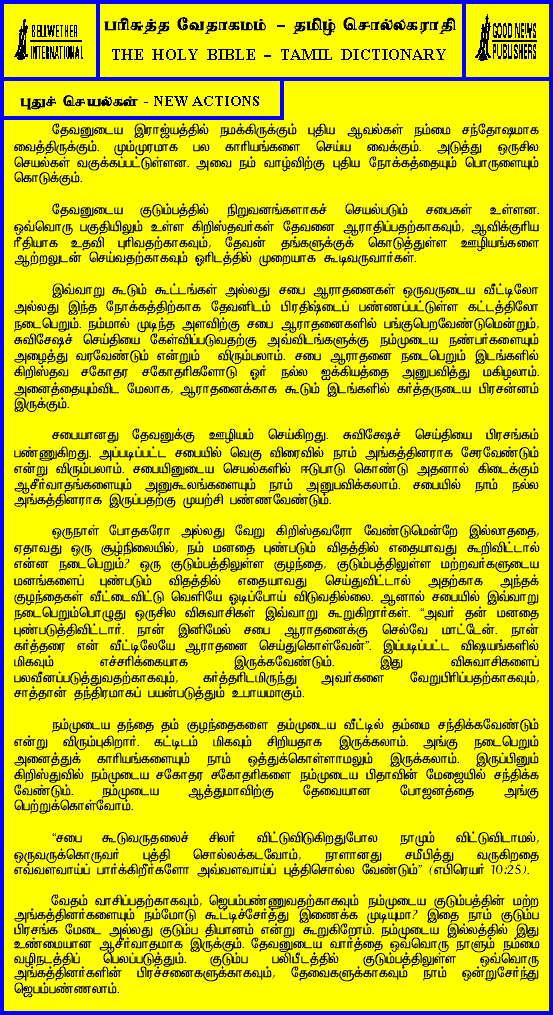 BELLWETHER
INTERNATIONAL
பரிசுத்த வேதாகமம் – தமிழ் சொல்லகராதி
THE HOLY BIBLE – TAMIL DICTIONARY
GOOD NEWS
PUBLISHERS
புதுச் செயல்கள் - NEW ACTIONS
தேவனுடைய இராஜ்யத்தில் நமக்கிருக்கும் புதிய ஆவல்கள் நம்மை சந்தோஷமாக
வைத்திருக்கும். மும்முரமாக பல காரியங்களை செய்ய வைக்கும். அடுத்து ஒருசில
செயல்கள் வகுக்கப்பட்டுள்ளன. அவை நம் வாழ்விற்கு புதிய நோக்கத்தையும் பொருளையும்
கொடுக்கும்.
தேவனுடைய குடும்பத்தில் நிறுவனங்களாகச் செயல்படும் சபைகள் உள்ளன.
ஒவ்வொரு பகுதியிலும் உள்ள கிறிஸ்தவர்கள் தேவனை ஆராதிப்பதற்காகவும், ஆவிக்குரிய
ரீதியாக உதவி புரிவதற்காகவும், தேவன் தங்களுக்குக் கொடுத்துள்ள ஊழியங்களை
ஆற்றலுடன் செய்வதற்காகவும் ஓரிடத்தில் முறையாக கூடிவருவார்கள்.
இவ்வாறு கூடும் கூட்டங்கள் அல்லது சபை ஆராதனைகள் ஒருவருடைய வீட்டிலோ
அல்லது இந்த நோக்கத்திற்காக தேவனிடம் பிரதிஷ்டைப் பண்ணப்பட்டுள்ள கட்டத்திலோ
நடைபெறும். நம்மால் முடிந்த அளவிற்கு சபை ஆராதனைகளில் பங்குபெறவேண்டுமென்றும்,
சுவிசேஷச் செய்தியை கேள்விப்படுவதற்கு அவ்விடங்களுக்கு நம்முடைய நண்பர்களையும்
அழைத்து வரவேண்டும் என்றும் விரும்பலாம். சபை ஆராதனை நடைபெறும் இடங்களில்
கிறிஸ்தவ சகோதர சகோதரிகளோடு ஓர் நல்ல ஐக்கியத்தை அனுபவித்து மகிழலாம்.
அனைத்தையும்விட மேலாக, ஆராதனைக்காக கூடும் இடங்களில் கர்த்தருடைய பிரசன்னம்
இருக்கும்.
சபையானது தேவனுக்கு ஊழியம் செய்கிறது. சுவிசேஷச் செய்தியை பிரசங்கம்
பண்ணுகிறது. அப்படிப்பட்ட சபையில் வெகு விரைவில் நாம் அங்கத்தினராக சேரவேண்டும்
என்று விரும்பலாம். சபையினுடைய செயல்களில் ஈடுபாடு கொண்டு அதனால் கிடைக்கும்
ஆசீர்வாதங்களையும் அனுகூலங்களையும் நாம் அனுபவிக்கலாம். சபையில் நாம் நல்ல
அங்கத்தினராக இருப்பதற்கு முயற்சி பண்ணவேண்டும்.
ஒருநாள் போதகரோ அல்லது வேறு கிறிஸ்தவரோ வேண்டுமென்றே இல்லாததை,
ஏதாவது ஒரு சூழ்நிலையில், நம் மனதை புண்படும் விதத்தில் எதையாவது கூறிவிட்டால்
என்ன நடைபெறும்? ஒரு குடும்பத்திலுள்ள குழந்தை, குடும்பத்திலுள்ள மற்றவர்களுடைய
மனங்களைப் புண்படும் விதத்தில் எதையாவது செய்துவிட்டால் அதற்காக அந்தக்
குழந்தைகள் வீட்டைவிட்டு வெளியே ஓடிப்போய் விடுவதில்லை. ஆனால் சபையில் இவ்வாறு
நடைபெறும்பொழுது ஒருசில விசுவாசிகள் இவ்வாறு கூறுகிறார்கள். “அவர் தன் மனதை
புண்படுத்திவிட்டார். நான் இனிமேல் சபை ஆராதனைக்கு செல்வே மாட்டேன். நான்
கர்த்தரை என் வீட்டிலேயே ஆராதனை செய்துகொள்வேன்”. இப்படிப்பட்ட விஷயங்களில்
மிகவும் எச்சரிக்கையாக இருக்கவேண்டும். இது விசுவாசிகளைப்
பலவீனப்படுத்துவதற்காகவும், கர்த்தரிடமிருந்து அவர்களை வேறுபிரிப்பதற்காகவும்,
சாத்தான் தந்திரமாகப் பயன்படுத்தும் உபாயமாகும்.
நம்முடைய தந்தை தம் குழந்தைகளை தம்முடைய வீட்டில் தம்மை சந்திக்கவேண்டும்
என்று விரும்புகிறார். கட்டிடம் மிகவும் சிறியதாக இருக்கலாம். அங்கு நடைபெறும்
அனைத்துக் காரியங்களையும் நாம் ஒத்துக்கொள்ளாமலும் இருக்கலாம். இருப்பினும்
கிறிஸ்துவில் நம்முடைய சகோதர சகோதரிகளை நம்முடைய பிதாவின் மேஜையில் சந்திக்க
வேண்டும். நம்முடைய ஆத்துமாவிற்கு தேவையான போஜனத்தை அங்கு
பெற்றுக்கொள்வோம்.
“சபை கூடுவருதலைச் சிலர் விட்டுவிடுகிறதுபோல நாமும் விட்டுவிடாமல்,
ஒருவருக்கொருவர் புத்தி சொல்லக்கடவோம், நாளானது சமீபித்து வருகிறதை
எவ்வளவாய்ப் பார்க்கிறீர்களோ அவ்வளவாய்ப் புத்திசொல்ல வேண்டும்” (எபிரெயர் 10:25).
வேதம் வாசிப்பதற்காகவும், ஜெபம்பண்ணுவதற்காகவும் நம்முடைய குடும்பத்தின் மற்ற
அங்கத்தினர்களையும் நம்மோடு கூட்டிச்சேர்த்து இணைக்க முடியுமா? இதை நாம் குடும்ப
பிரசங்க மேடை அல்லது குடும்ப தியானம் என்று கூறுகிறோம். நம்முடைய இல்லத்தில் இது
உண்மையான ஆசீர்வாதமாக இருக்கும். தேவனுடைய வார்த்தை ஒவ்வொரு நாளும் நம்மை
வழிநடத்திப் பெலப்படுத்தும். குடும்ப பலிபீடத்தில் குடும்பத்திலுள்ள ஒவ்வொரு
அங்கத்தினர்களின் பிரச்சனைகளுக்காகவும், தேவைகளுக்காகவும் நாம் ஒன்றுசேர்ந்து
ஜெபம்பண்ணலாம்.